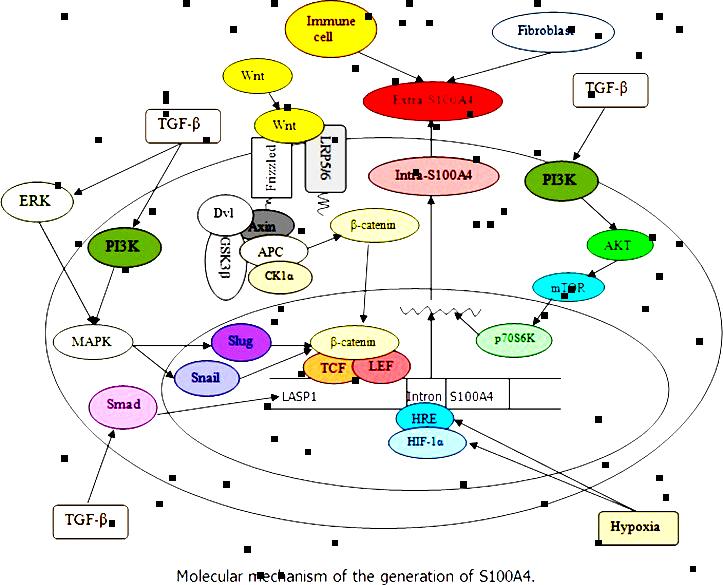 Immune
cell
Fibroblast
Wnt
Extra-S100A4
TGF-β
TGF-β
Wnt
Frizzled
LRP5/6
Intra-S100A4
PI3K
ERK
Dvl
Axin
β-catenin
GSK3β
APC
CK1α
PI3K
AKT
mTOR
MAPK
Slug
β-catenin
p70S6K
Snail
TCF
LEF
Smad
LASP1
Intron
S100A4
HRE
HIF-1α
TGF-β
Hypoxia
Molecular mechanism of the generation of S100A4.